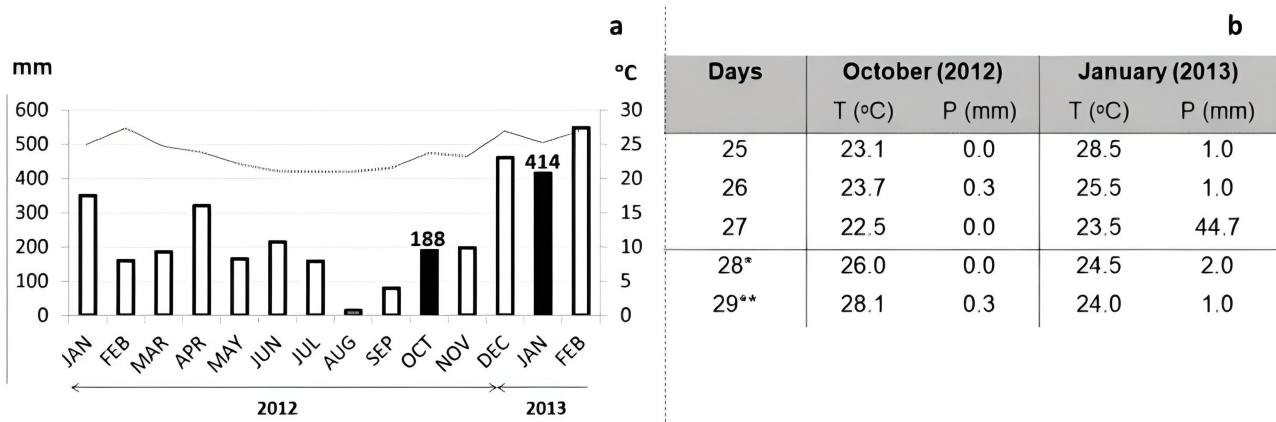 a
mm
°C
600
500
400
300
200
100
0
30
25
20
15
10
5
0
188
414
JAN FEB MAR APR MAY JUN JUL AUG SEP OCT NOV DEC JAN FEB
2012 2013
b
Days October (2012) January (2013)
T (ºC) P (mm) T (ºC) P (mm)
25 23.1 0.0 28.5 1.0
26 23.7 0.3 25.5 1.0
27 22.5 0.0 23.5 44.7
28* 26.0 0.0 24.5 2.0
29** 28.1 0.3 24.0 1.0